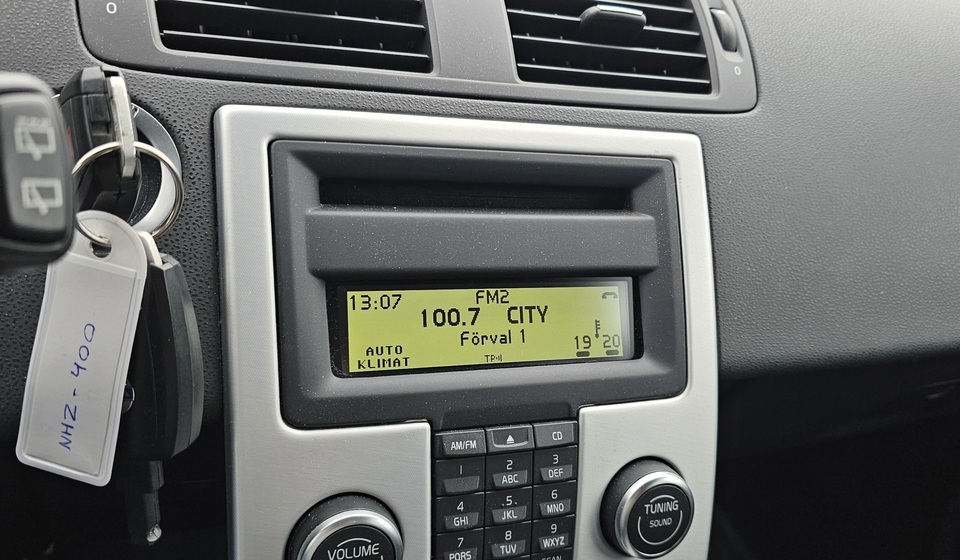 0
0
13:07 FM2
100.7 CITY
Förval 1
19 20
AUTO
KLIMAT
TP
NHZ-400
AM/FM
CD
1
2
ABC
3
DEF
4
GHI
.5.
JKL
6
MNO
7
PQRS
8
TUV
9
WXYZ
VOLUME
TUNING
SOUND